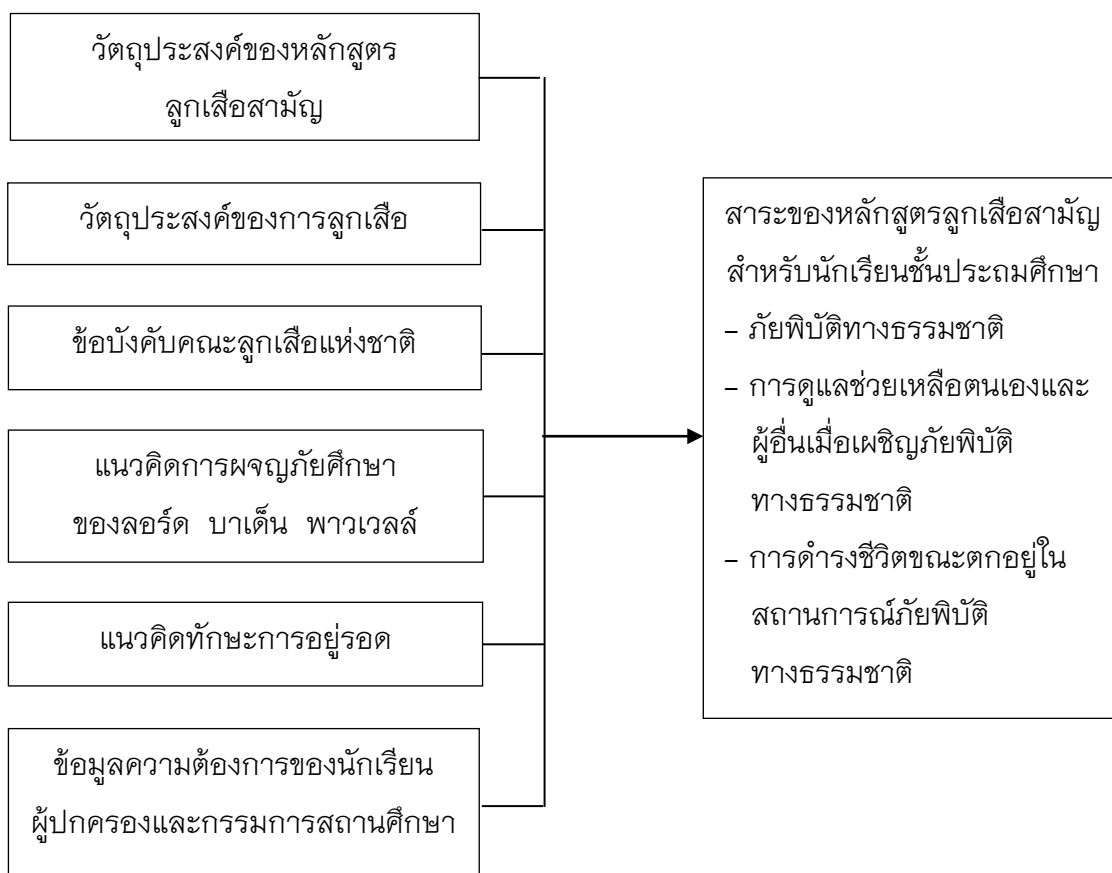 วัตถุประสงค์ของหลักสูตร
ลูกเสือสามัญ
วัตถุประสงค์ของการลูกเสือ
ข้อบังคับคณะลูกเสือแห่งชาติ
แนวคิดการผจญภัยศึกษา
ของลอร์ด บาเด็น พาวเวลล์
แนวคิดทักษะการอยู่รอด
ข้อมูลความต้องการของนักเรียน
ผู้ปกครองและกรรมการสถานศึกษา
สาระของหลักสูตรลูกเสือสามัญ
สำหรับนักเรียนชั้นประถมศึกษา
– ภัยพิบัติทางธรรมชาติ
– การดูแลช่วยเหลือตนเองและ
ผู้อื่นเมื่อเผชิญภัยพิบัติ
ทางธรรมชาติ
– การดำรงชีวิตขณะตกอยู่ใน
สถานการณ์ภัยพิบัติ
ทางธรรมชาติ